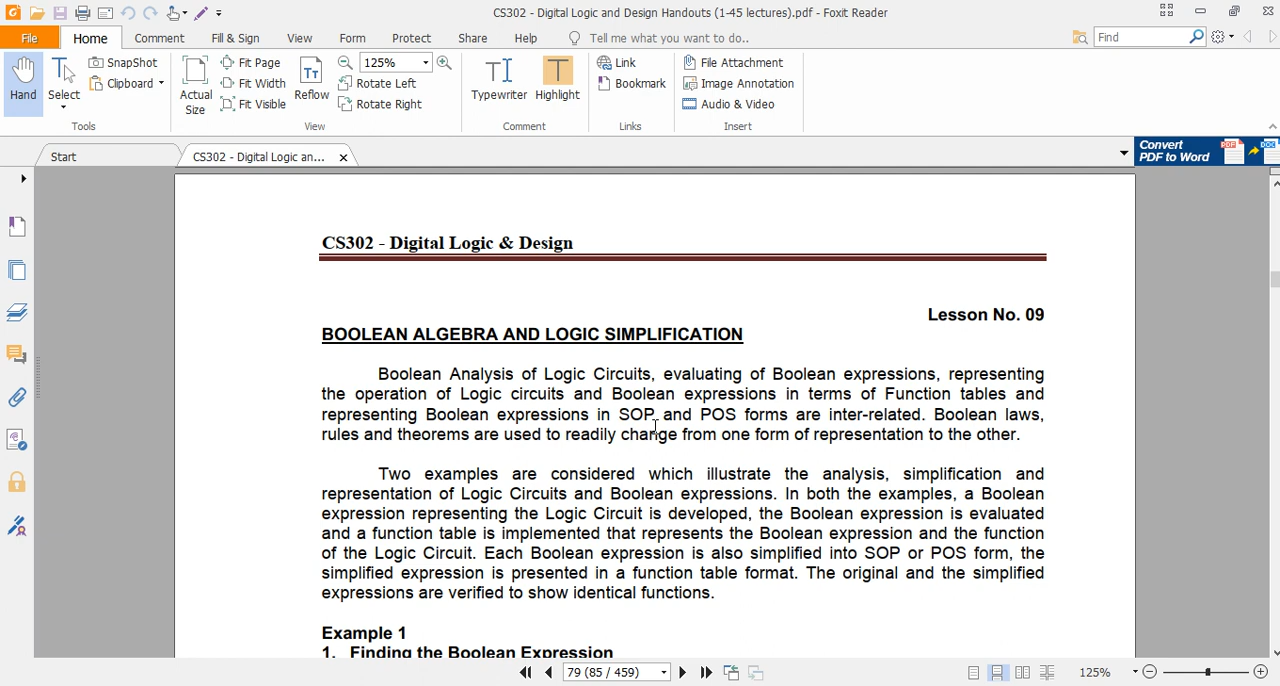 CS302 - Digital Logic and Design Handouts (1-45 lectures).pdf - Foxit Reader
File Home Comment Fill & Sign View Form Protect Share Help Tell me what you want to do.. Find
Hand Select SnapShot Clipboard Actual Size Fit Page Fit Width Fit Visible Reflow 125% Rotate Left Rotate Right Typewriter Highlight Link Bookmark File Attachment Image Annotation Audio & Video
Tools View Comment Links Insert
Start CS302 - Digital Logic an... Convert PDF to Word PDF DOC
CS302 - Digital Logic & Design
Lesson No. 09
BOOLEAN ALGEBRA AND LOGIC SIMPLIFICATION
Boolean Analysis of Logic Circuits, evaluating of Boolean expressions, representing
the operation of Logic circuits and Boolean expressions in terms of Function tables and
representing Boolean expressions in SOP and POS forms are inter-related. Boolean laws,
rules and theorems are used to readily change from one form of representation to the other.
Two examples are considered which illustrate the analysis, simplification and
representation of Logic Circuits and Boolean expressions. In both the examples, a Boolean
expression representing the Logic Circuit is developed, the Boolean expression is evaluated
and a function table is implemented that represents the Boolean expression and the function
of the Logic Circuit. Each Boolean expression is also simplified into SOP or POS form, the
simplified expression is presented in a function table format. The original and the simplified
expressions are verified to show identical functions.
Example 1
1. Finding the Boolean Expression
79 (85 / 459) 125%